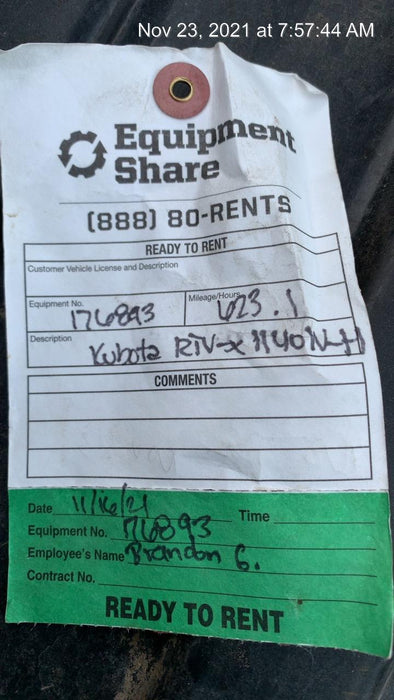 Nov 23, 2021 at 7:57:44 AM
Equipment
Share
(888) 80-RENTS
READY TO RENT
Customer Vehicle License and Description
Equipment No. 176893 Mileage/Hours 623.1
Description Kubota RTV-X 1140W-H
COMMENTS
Date 11/16/21 Time
Equipment No. 176893
Employee's Name Brandon G.
Contract No.
READY TO RENT